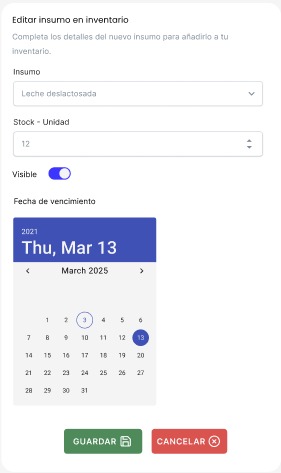 Editar insumo en inventario
Completa los detalles del nuevo insumo para añadirlo a tu
inventario.
Insumo
Leche deslactosada
Stock - Unidad
12
Visible
Fecha de vencimiento
2021
Thu, Mar 13
March 2025
1 2 3 4 5 6
7 8 9 10 11 12 13
14 15 16 17 18 19 20
21 22 23 24 25 26 27
28 29 30 31
GUARDAR
CANCELAR